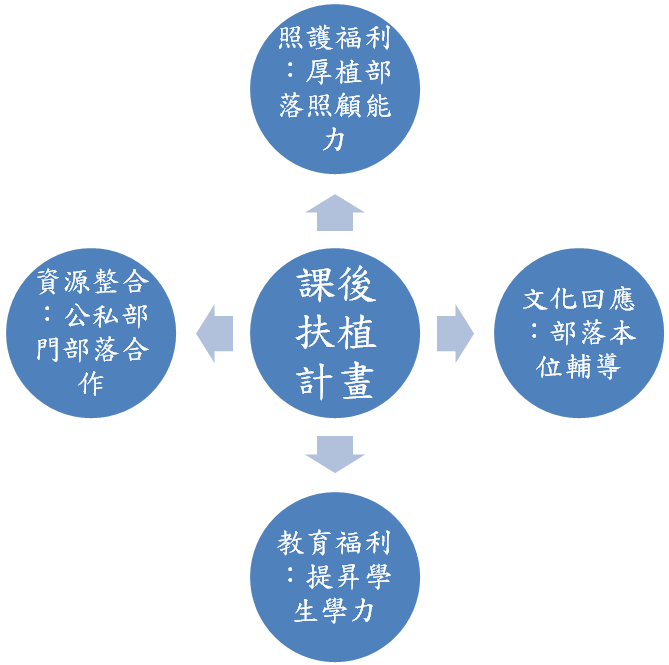 照護福利
：厚植部
落照顧能
力
資源整合
：公私部
門部落合
作
課後
扶植
計畫
文化回應
：部落本
位輔導
教育福利
：提昇學
生學力